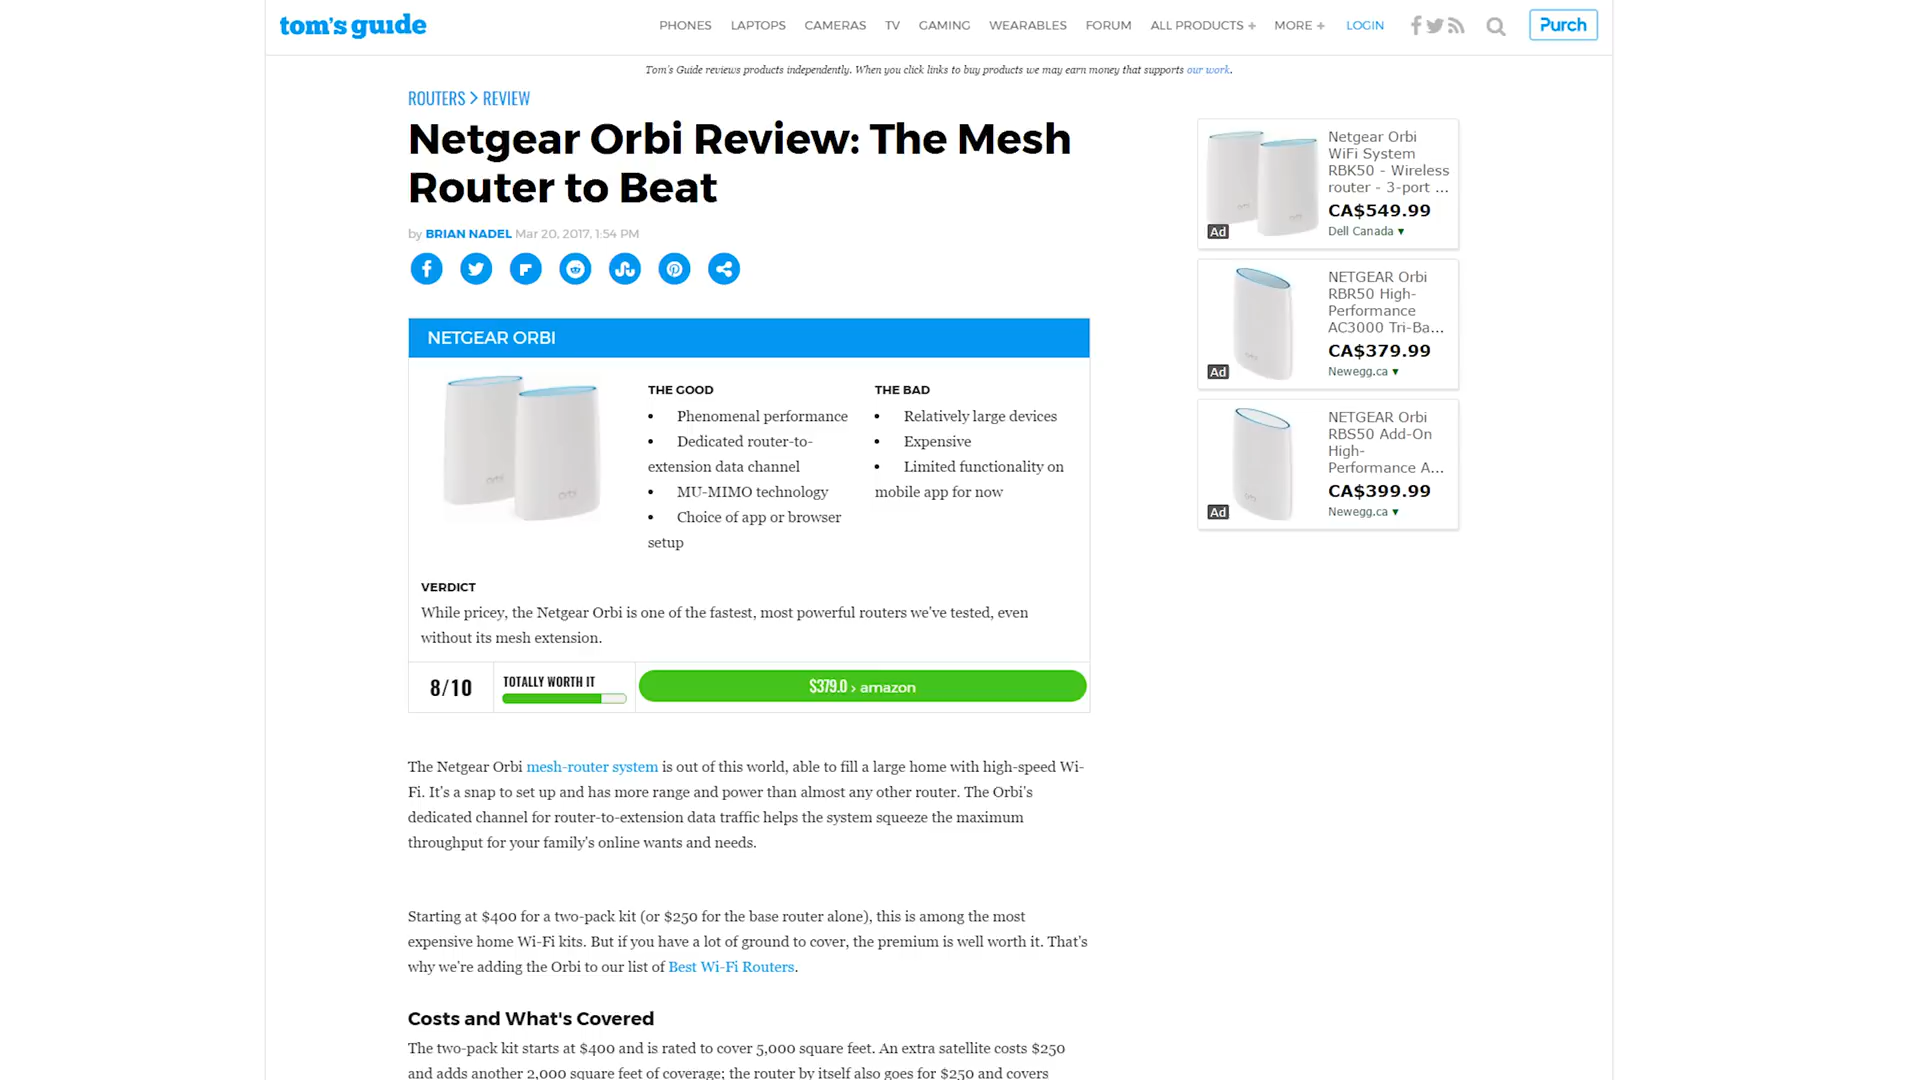 tom's guide
PHONES LAPTOPS CAMERAS TV GAMING WEARABLES FORUM ALL PRODUCTS + MORE + LOGIN
Purch
Tom's Guide reviews products independently. When you click links to buy products we may earn money that supports our work.
ROUTERS > REVIEW
Netgear Orbi Review: The Mesh
Router to Beat
by BRIAN NADEL Mar 20, 2017, 1:54 PM
NETGEAR ORBI
THE GOOD
• Phenomenal performance
• Dedicated router-to-
extension data channel
• MU-MIMO technology
• Choice of app or browser
setup
THE BAD
• Relatively large devices
• Expensive
• Limited functionality on
mobile app for now
VERDICT
While pricey, the Netgear Orbi is one of the fastest, most powerful routers we've tested, even
without its mesh extension.
8/10
TOTALLY WORTH IT
$379.0 > amazon
The Netgear Orbi mesh-router system is out of this world, able to fill a large home with high-speed Wi-
Fi. It's a snap to set up and has more range and power than almost any other router. The Orbi's
dedicated channel for router-to-extension data traffic helps the system squeeze the maximum
throughput for your family's online wants and needs.
Starting at $400 for a two-pack kit (or $250 for the base router alone), this is among the most
expensive home Wi-Fi kits. But if you have a lot of ground to cover, the premium is well worth it. That's
why we're adding the Orbi to our list of Best Wi-Fi Routers.
Costs and What's Covered
The two-pack kit starts at $400 and is rated to cover 5,000 square feet. An extra satellite costs $250
and adds another 2,000 square feet of coverage; the router by itself also goes for $250 and covers
Netgear Orbi
WiFi System
RBK50 - Wireless
router - 3-port ...
CA$549.99
Dell Canada ▼
Ad
NETGEAR Orbi
RBR50 High-
Performance
AC3000 Tri-Ba...
CA$379.99
Newegg.ca ▼
Ad
NETGEAR Orbi
RBS50 Add-On
High-
Performance A...
CA$399.99
Newegg.ca ▼
Ad